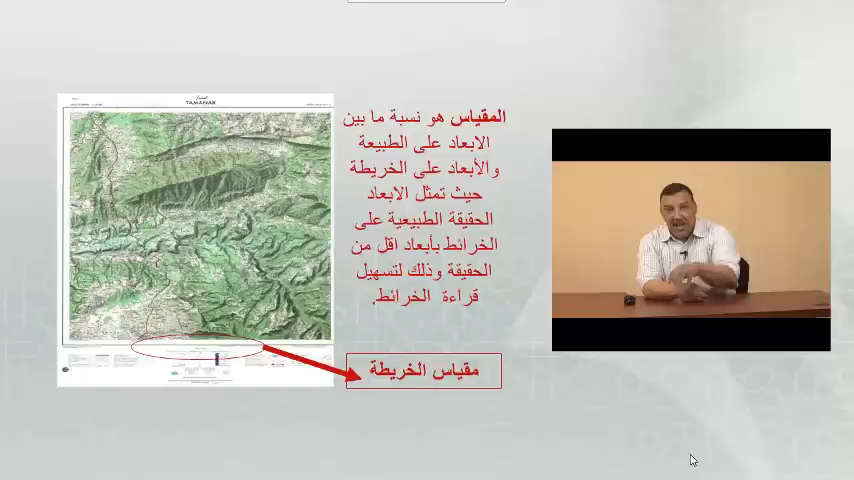 TAMANAR
المقياس هو نسبة ما بين
الابعاد على الطبيعة
والأبعاد على الخريطة
حيث تمثل الابعاد
الحقيقة الطبيعية على
الخرائط بأبعاد اقل من
الحقيقة وذلك لتسهيل
قراءة الخرائط.
مقياس الخريطة